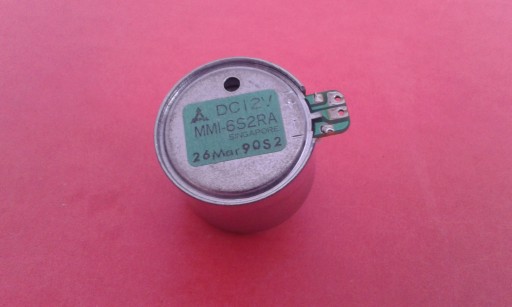 DC12V
MMI-6S2RA
SINGAPORE
26Mar90S2